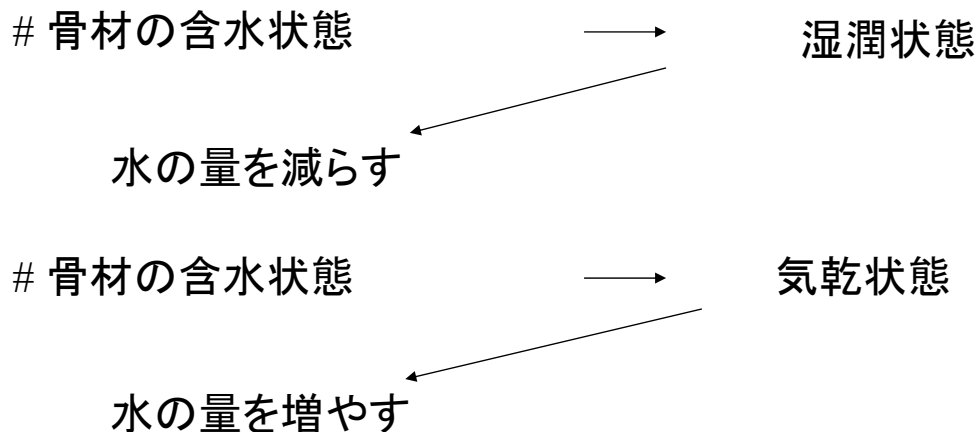 # 骨材の含水状態
湿潤状態
水の量を減らす
# 骨材の含水状態
気乾状態
水の量を増やす